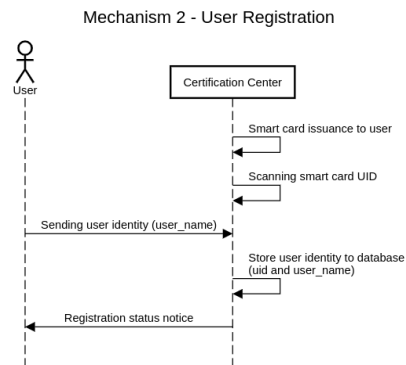 Mechanism 2 - User Registration
User
Certification Center
Smart card issuance to user
Scanning smart card UID
Sending user identity (user_name)
Store user identity to database
(uid and user_name)
Registration status notice